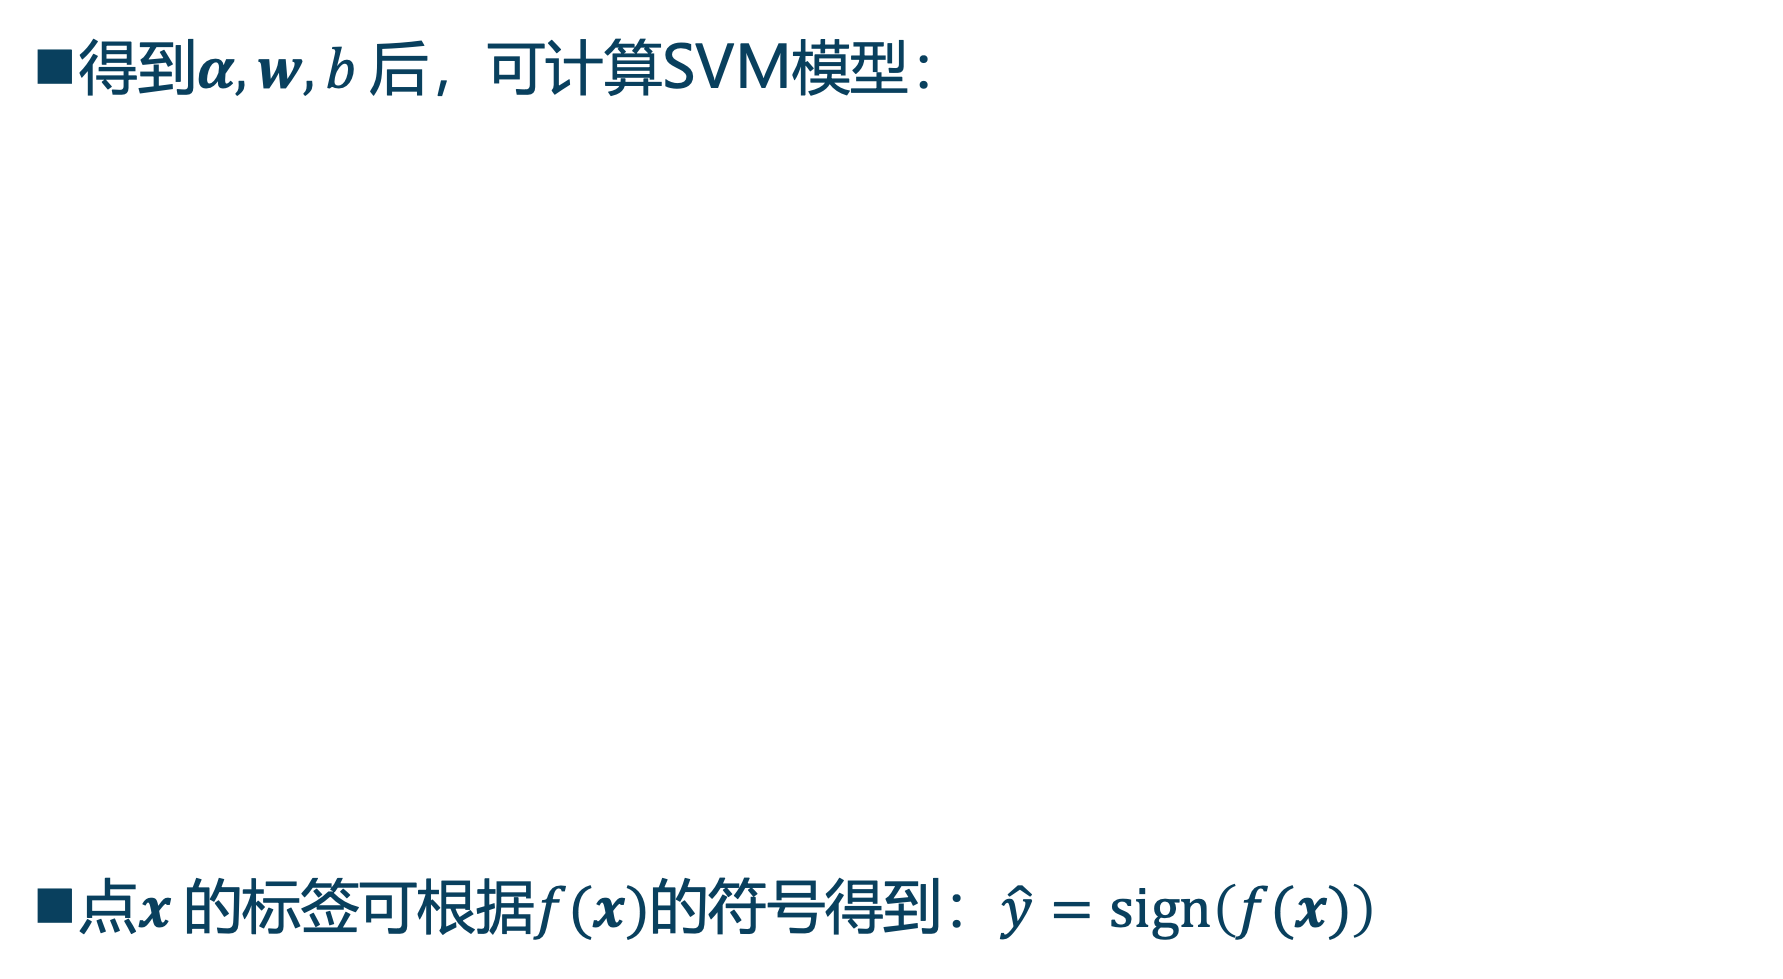 ■得到𝜶, 𝒘, 𝑏 后，可计算SVM模型：
■点𝒙 的标签可根据𝑓(𝒙)的符号得到：ŷ = sign(𝑓(𝒙))